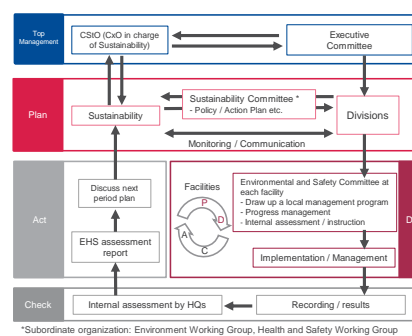 Top
Management
CStO (CxO in charge
of Sustainability)
Executive
Committee
Plan
Sustainability
Sustainability Committee *
- Policy / Action Plan etc.
Divisions
Monitoring / Communication
Act
Discuss next
period plan
EHS assessment
report
Facilities
P
D
C
A
Environmental and Safety Committee at
each facility
- Draw up a local management program
- Progress management
- Internal assessment / instruction
Implementation / Management
D
Check
Internal assessment by HQs
Recording / results
*Subordinate organization: Environment Working Group, Health and Safety Working Group